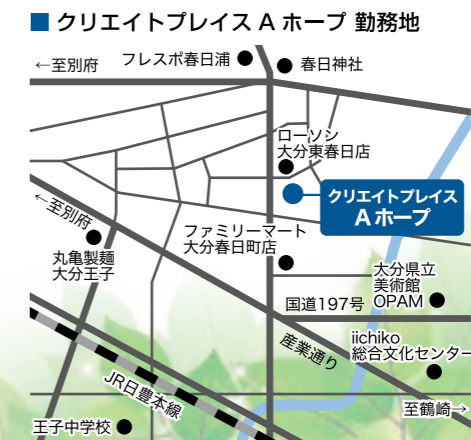 ■ クリエイトプレイス A ホープ 勤務地
←至別府
フレスポ春日浦
春日神社
ローソン
大分東春日店
クリエイトプレイス
Aホープ
←至別府
丸亀製麺
大分王子
ファミリーマート
大分春日町店
大分県立
美術館
OPAM
国道197号
産業通り
iichiko
総合文化センター
JR日豊本線
至鶴崎→
王子中学校